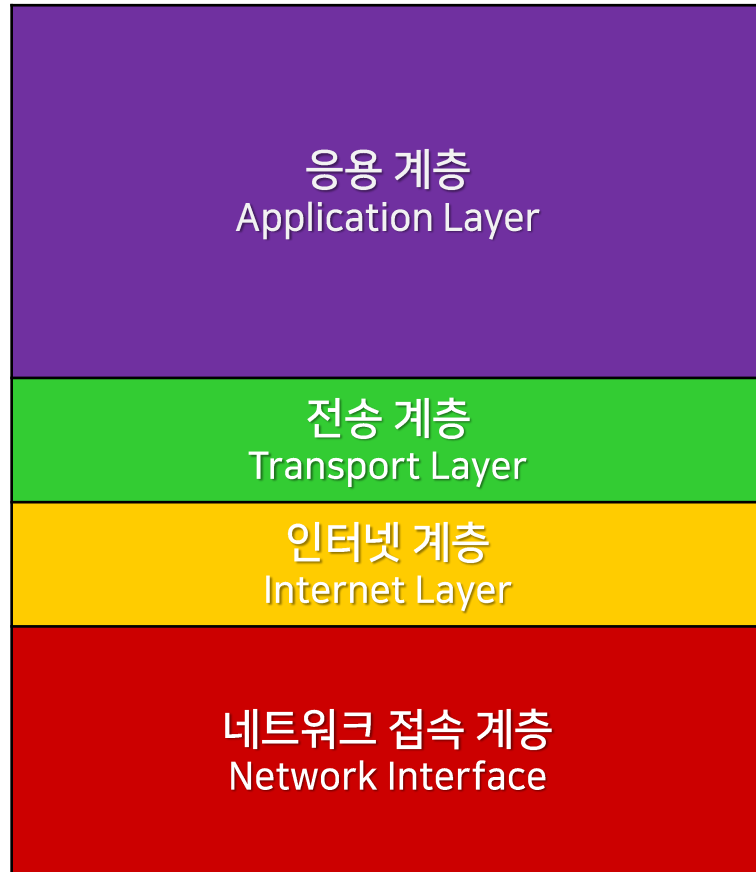 응용 계층
Application Layer
전송 계층
Transport Layer
인터넷 계층
Internet Layer
네트워크 접속 계층
Network Interface